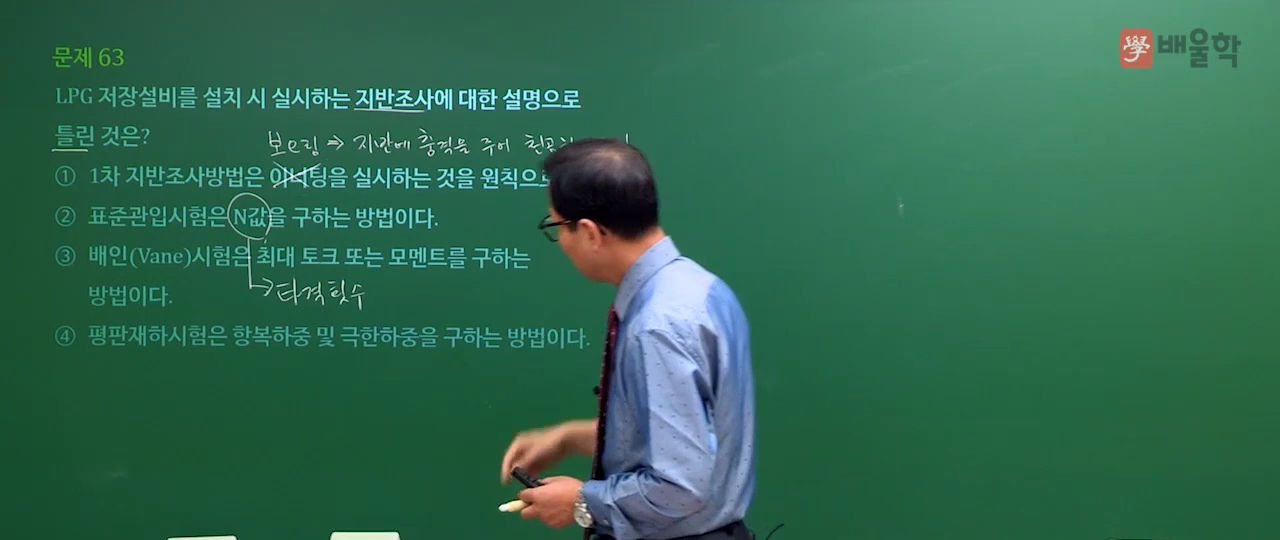 學 배울학
문제 63
LPG 저장설비를 설치 시 실시하는 지반조사에 대한 설명으로
틀린 것은?
보오링 ⇒ 지반에 충격을 주어
① 1차 지반조사방법은 이너팅을 실시하는 것을 원칙으로
② 표준관입시험은 N값을 구하는 방법이다.
③ 배인(Vane)시험은 최대 토크 또는 모멘트를 구하는
방법이다.
타격횟수
④ 평판재하시험은 항복하중 및 극한하중을 구하는 방법이다.